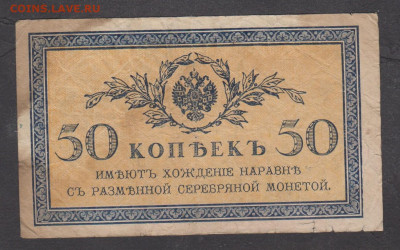 COINS.LAVE.RU
50 КОПѢЕКЪ 50
ИМѢЮТЪ ХОЖДЕНІЕ НАРАВНѢ
СЪ РАЗМѢННОЙ СЕРЕБРЯНОЙ МОНЕТОЙ.